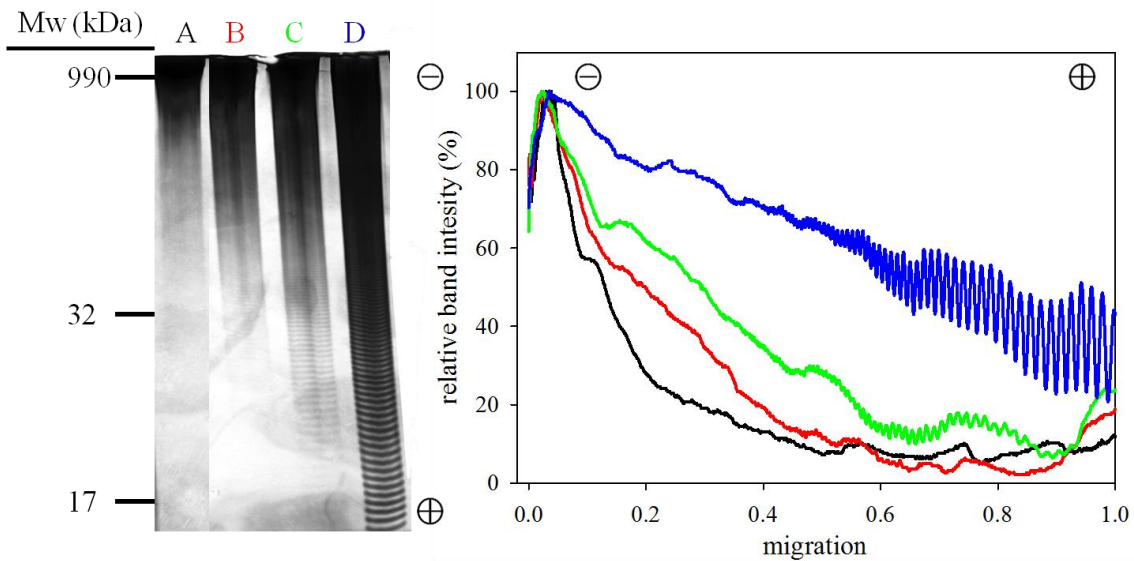 Mw (kDa)
A B C D
990
32
17
⊖
⊕
⊖ ⊕
relative band intesity (%)
100
80
60
40
20
0
0.0 0.2 0.4 0.6 0.8 1.0
migration